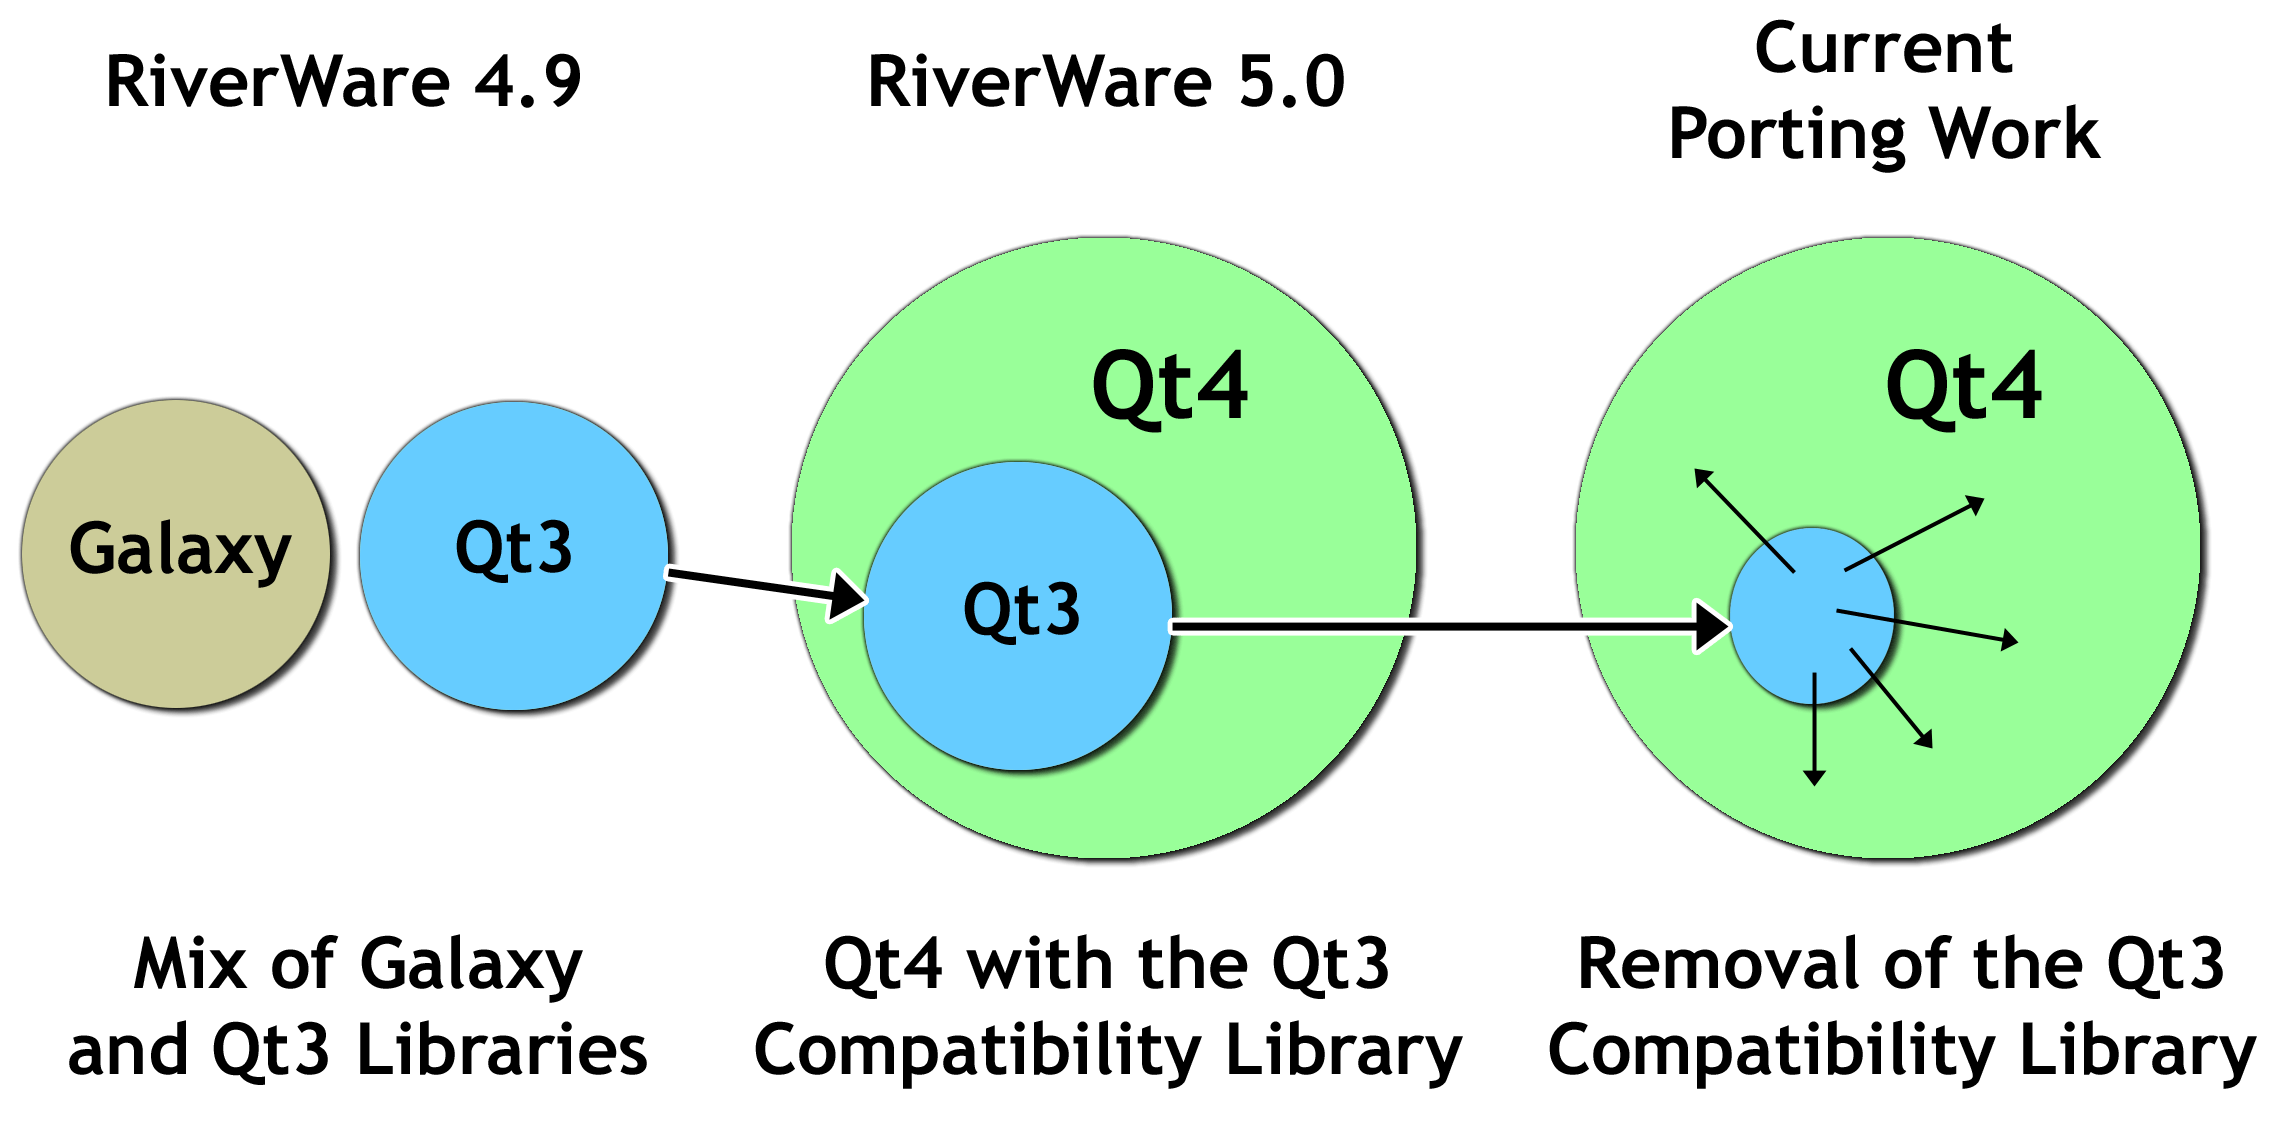 RiverWare 4.9
RiverWare 5.0
Current
Porting Work
Galaxy
Qt3
Qt4
Qt3
Qt4
Mix of Galaxy
and Qt3 Libraries
Qt4 with the Qt3
Compatibility Library
Removal of the Qt3
Compatibility Library